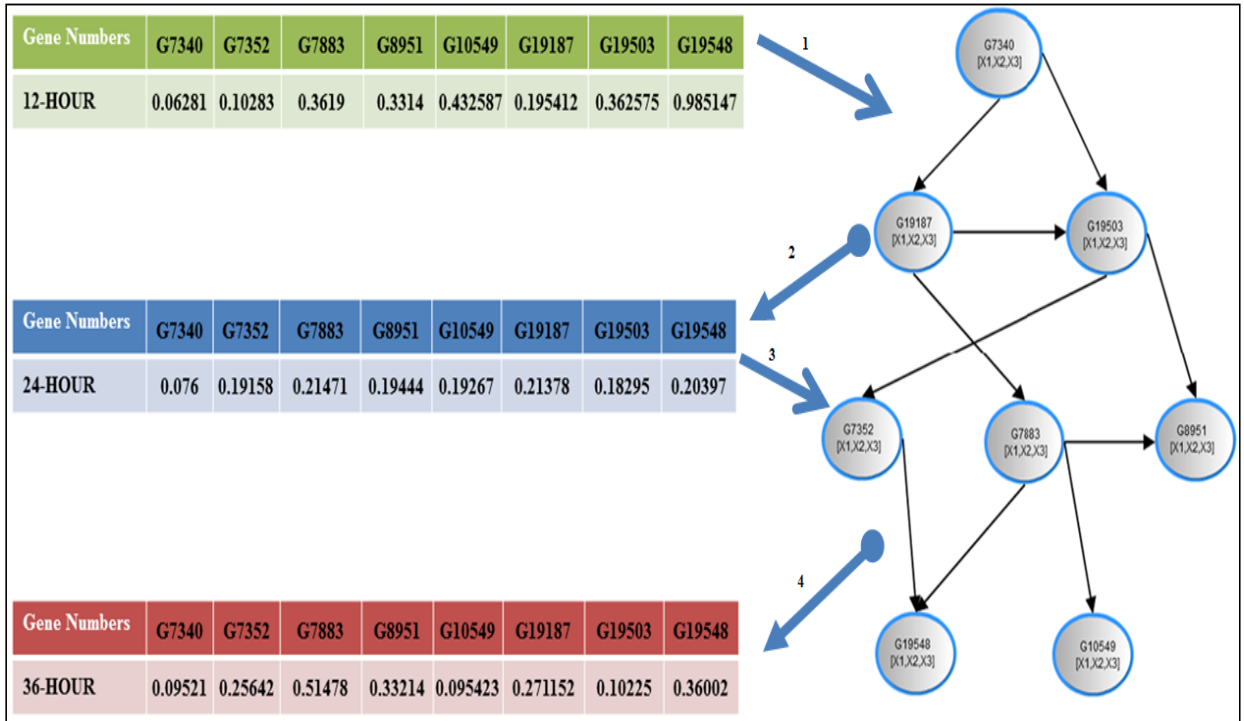 Gene Numbers G7340 G7352 G7883 G8951 G10549 G19187 G19503 G19548
12-HOUR 0.06281 0.10283 0.3619 0.3314 0.432587 0.195412 0.362575 0.985147
1
G7340
[X1,X2,X3]
G19187
[X1,X2,X3]
G19503
[X1,X2,X3]
2
Gene Numbers G7340 G7352 G7883 G8951 G10549 G19187 G19503 G19548
24-HOUR 0.076 0.19158 0.21471 0.19444 0.19267 0.21378 0.18295 0.20397
3
G7352
[X1,X2,X3]
G7883
[X1,X2,X3]
G8951
[X1,X2,X3]
4
Gene Numbers G7340 G7352 G7883 G8951 G10549 G19187 G19503 G19548
36-HOUR 0.09521 0.25642 0.51478 0.33214 0.095423 0.271152 0.10225 0.36002
G19548
[X1,X2,X3]
G10549
[X1,X2,X3]